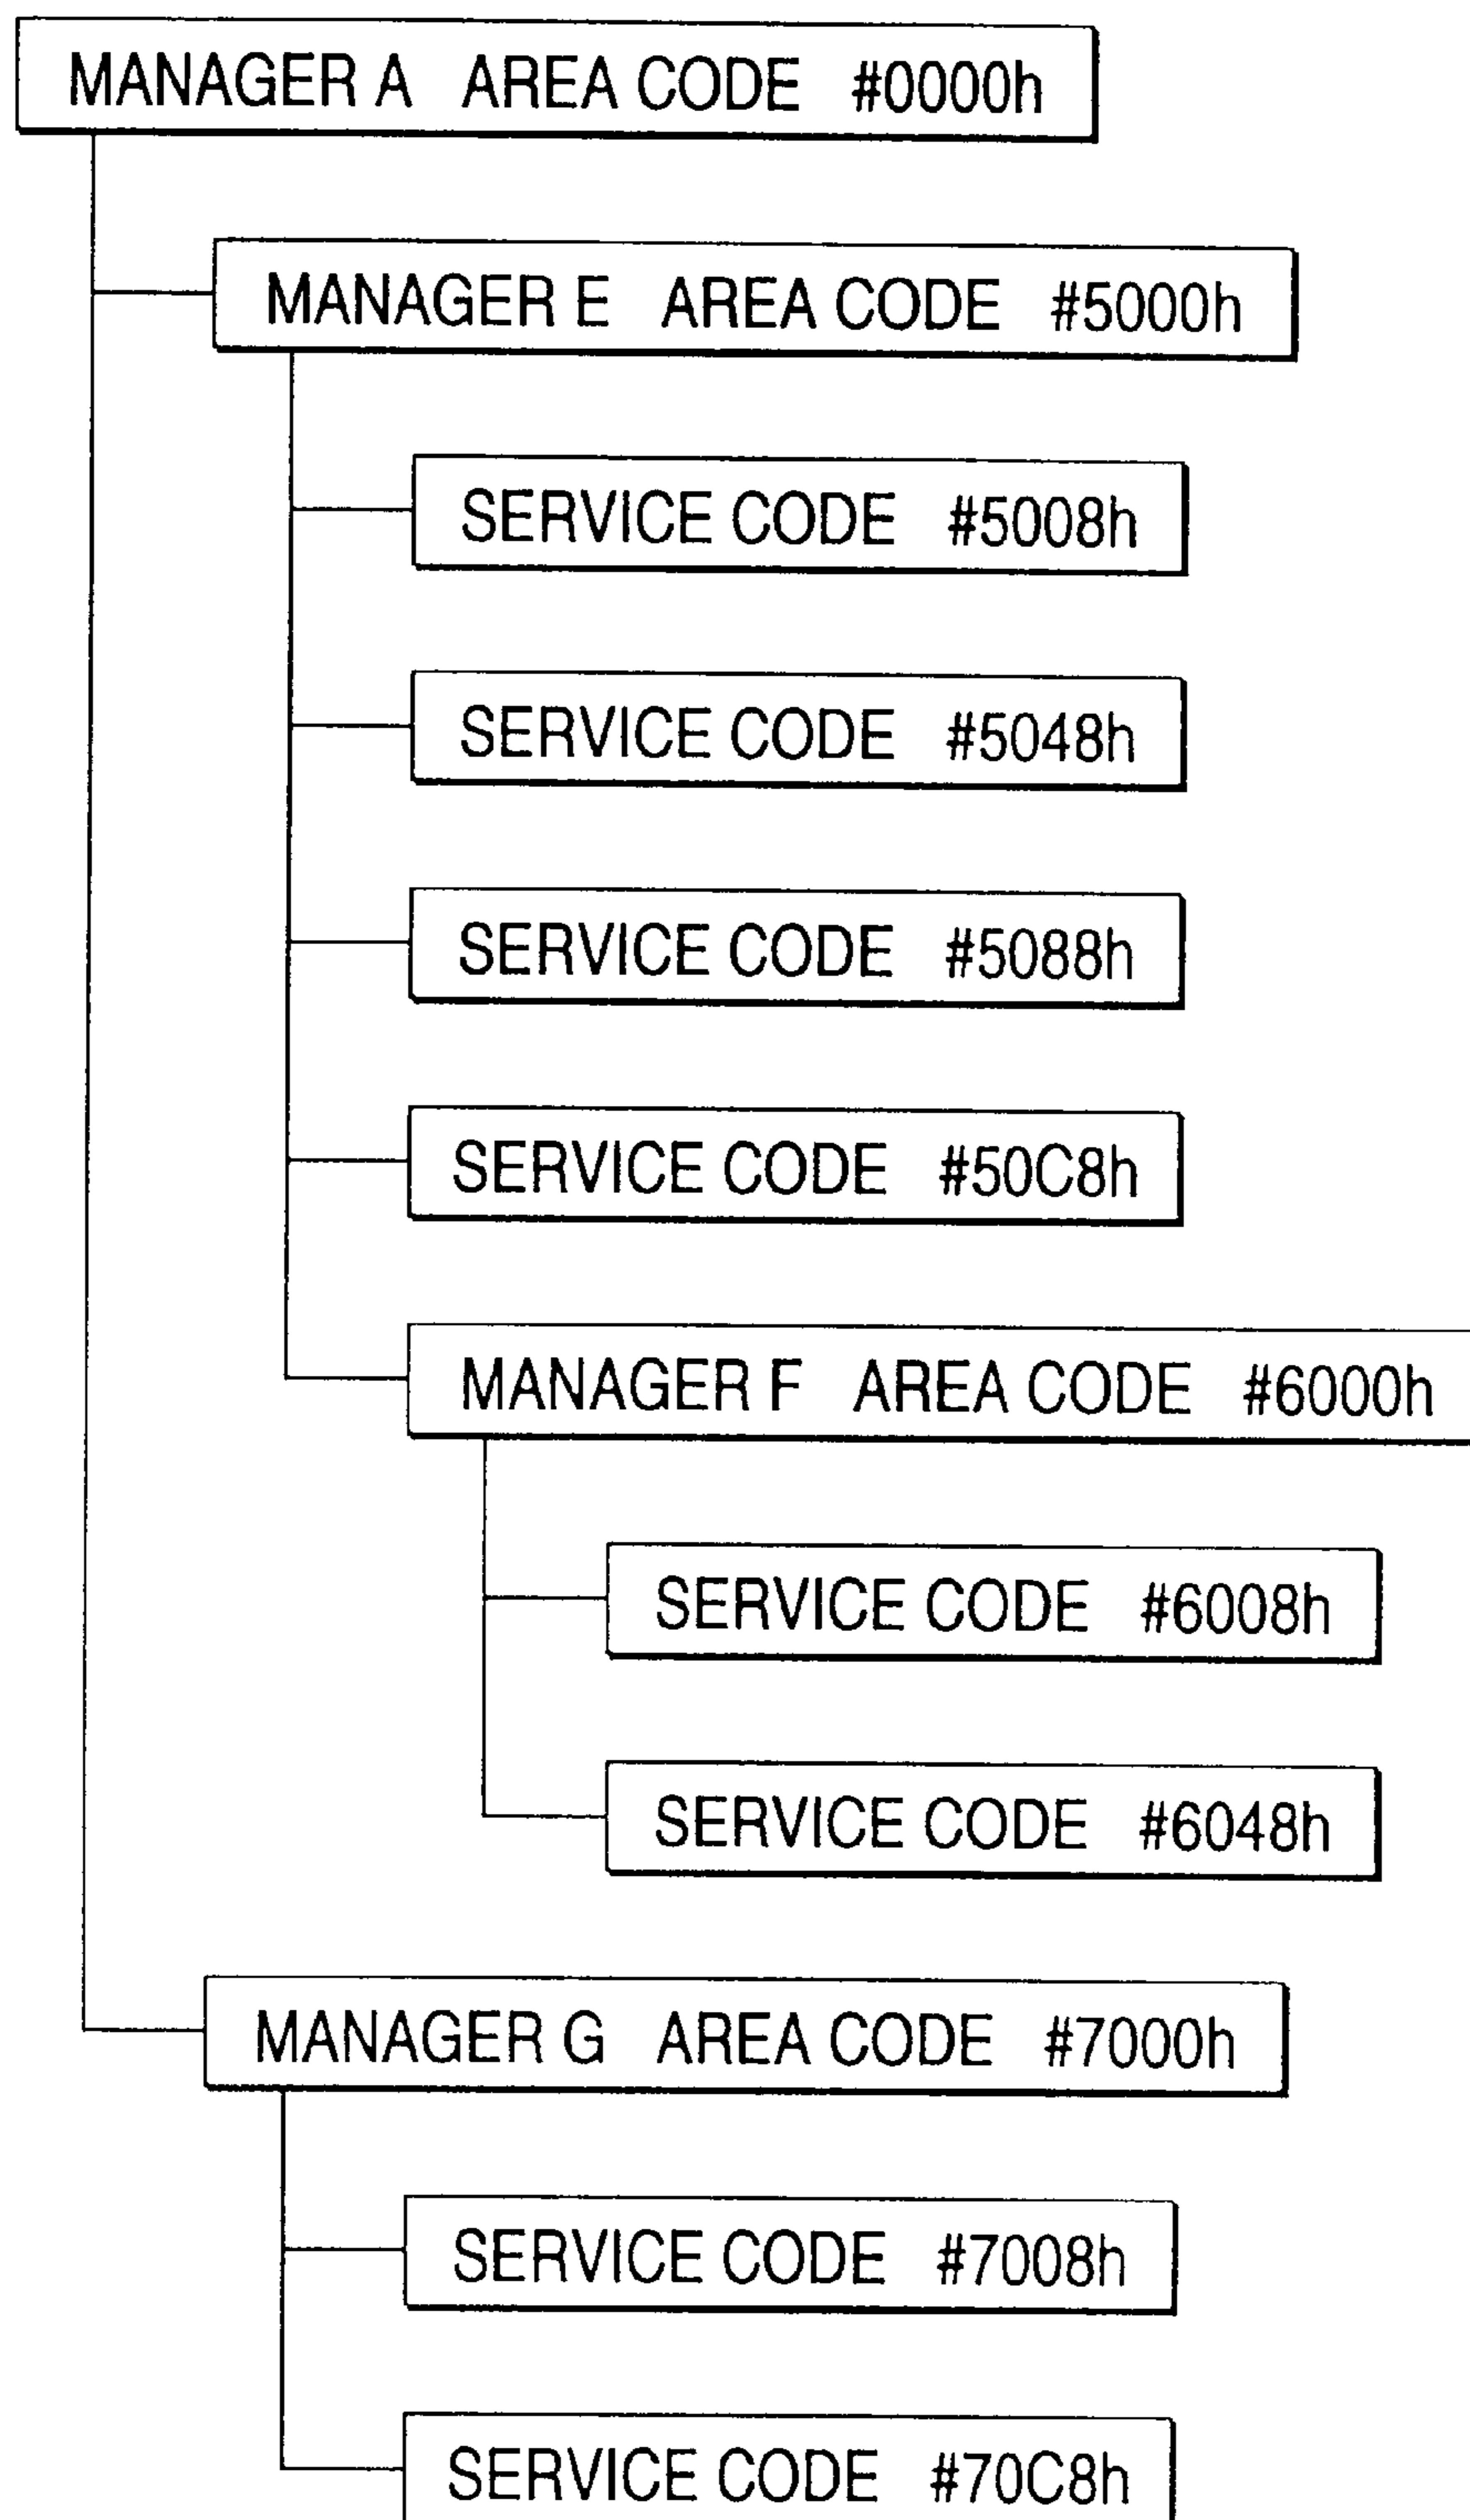 MANAGER A AREA CODE #0000h
MANAGER E AREA CODE #5000h
SERVICE CODE #5008h
SERVICE CODE #5048h
SERVICE CODE #5088h
SERVICE CODE #50C8h
MANAGER F AREA CODE #6000h
SERVICE CODE #6008h
SERVICE CODE #6048h
MANAGER G AREA CODE #7000h
SERVICE CODE #7008h
SERVICE CODE #70C8h